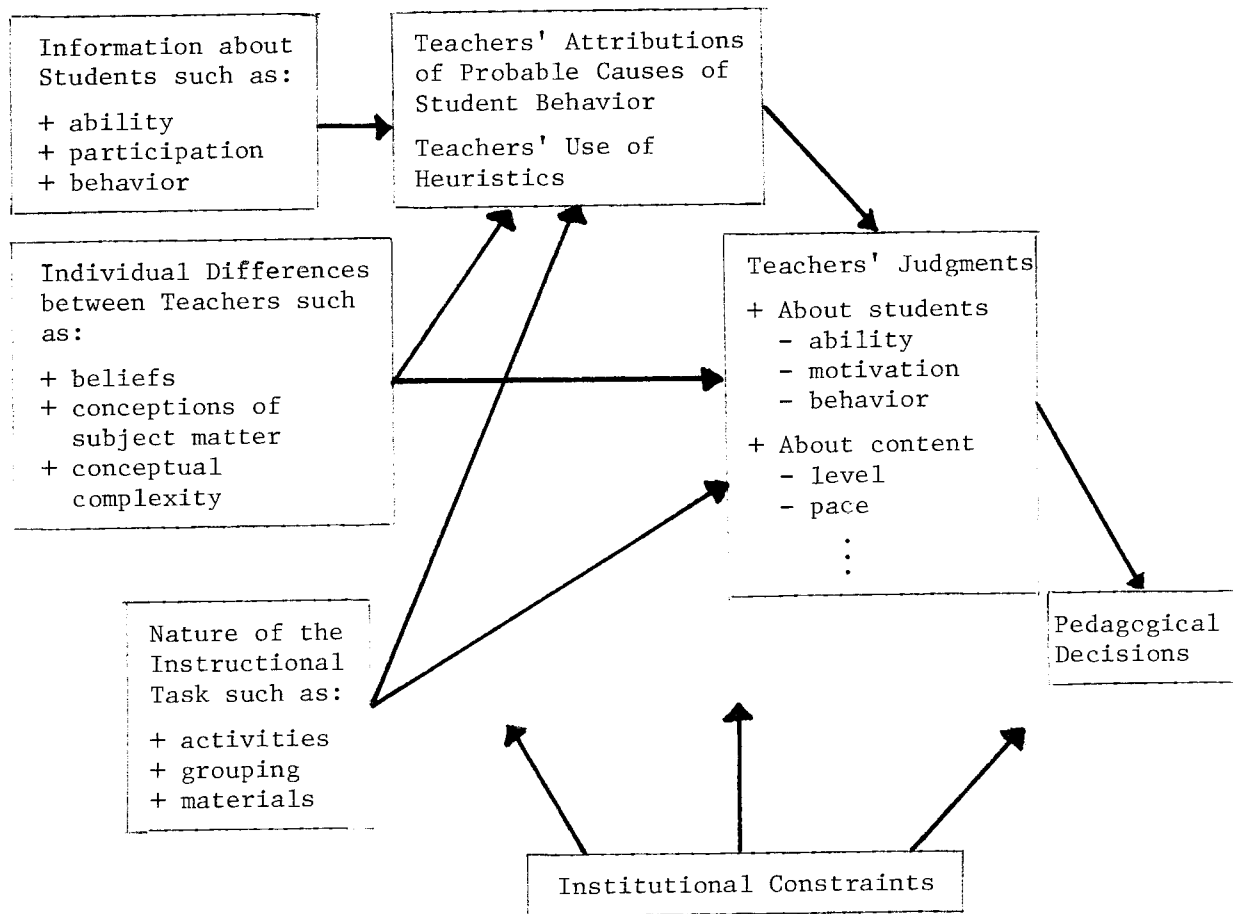 Information about
Students such as:
+ ability
+ participation
+ behavior
Teachers' Attributions
of Probable Causes of
Student Behavior
Teachers' Use of
Heuristics
Individual Differences
between Teachers such
as:
+ beliefs
+ conceptions of
subject matter
+ conceptual
complexity
Teachers' Judgments
+ About students
- ability
- motivation
- behavior
+ About content
- level
- pace
.
.
.
Nature of the
Instructional
Task such as:
+ activities
+ grouping
+ materials
Pedagogical
Decisions
Institutional Constraints